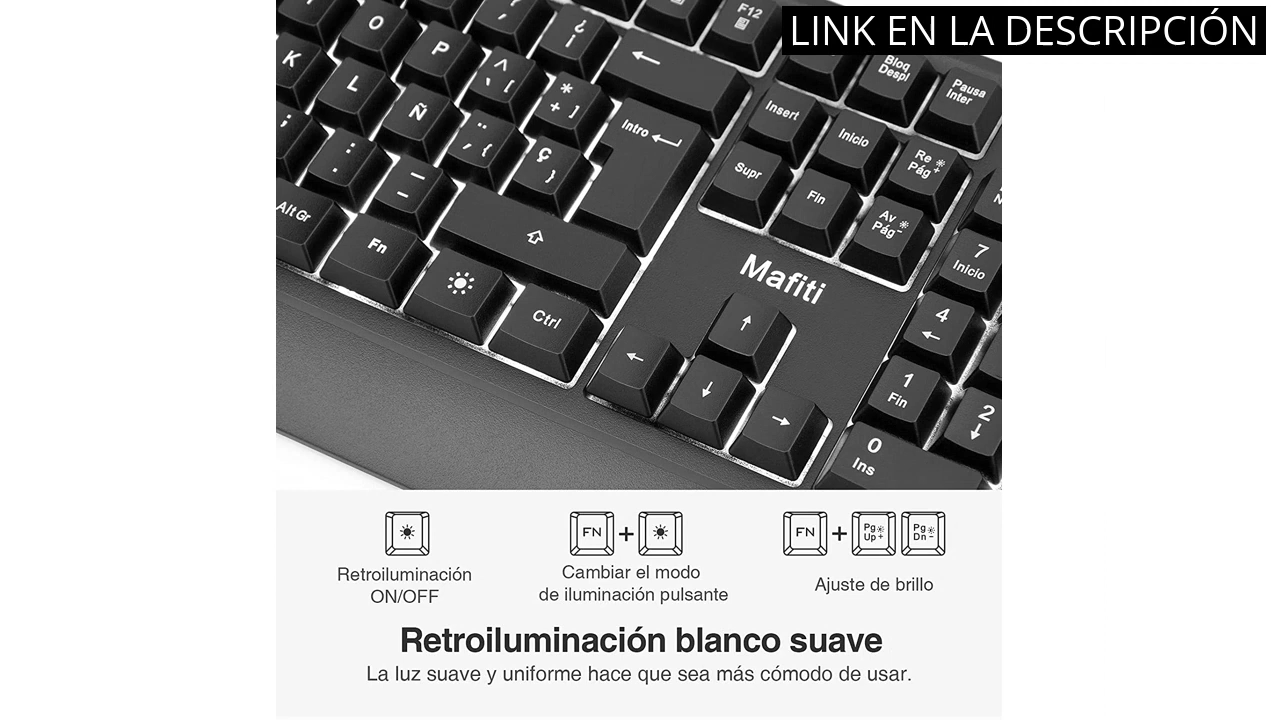 LINK EN LA DESCRIPCIÓN
F12
O
P
¿
¡
Bloq
Despl
Pausa
Inter
K
L
Ñ
^
` [
*
+ ]
Intro
Insert
Inicio
Re
Pág +
Supr
Fin
Av
Pág -
;
:
.
¨
´ {
Ç
}
_
-
Alt Gr
Fn
Ctrl
Mafiti
7
Inicio
4
←
1
Fin
2
↓
0
Ins
↑
←
↓
→
FN + FN + Pg Up + Pg Dn -
Retroiluminación
ON/OFF
Cambiar el modo
de iluminación pulsante
Ajuste de brillo
Retroiluminación blanco suave
La luz suave y uniforme hace que sea más cómodo de usar.